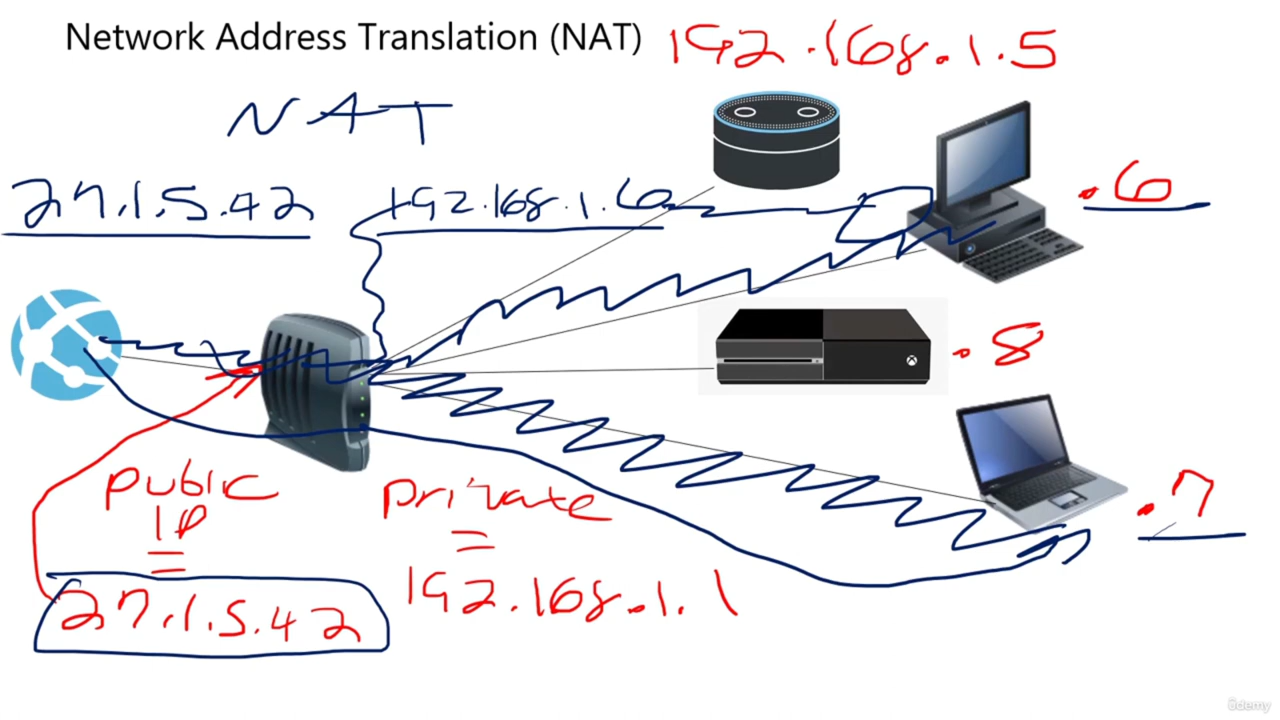 Network Address Translation (NAT)
192.168.1.5
NAT
27.1.5.42
192.168.1.6
.6
.8
.7
public
IP
27.1.5.42
private
192.168.1.1
ûdemy